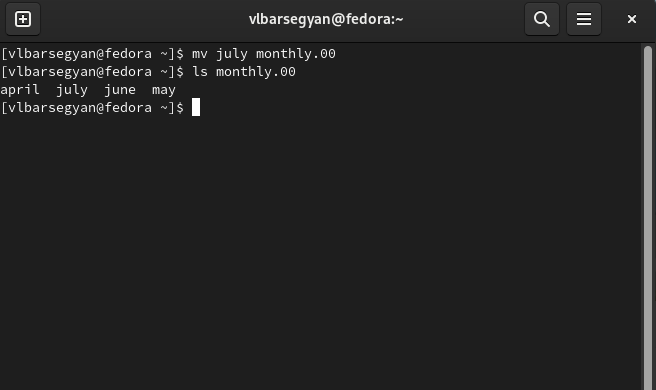 vlbarsegyan@fedora:~
[vlbarsegyan@fedora ~]$ mv july monthly.00
[vlbarsegyan@fedora ~]$ ls monthly.00
april  july  june  may
[vlbarsegyan@fedora ~]$